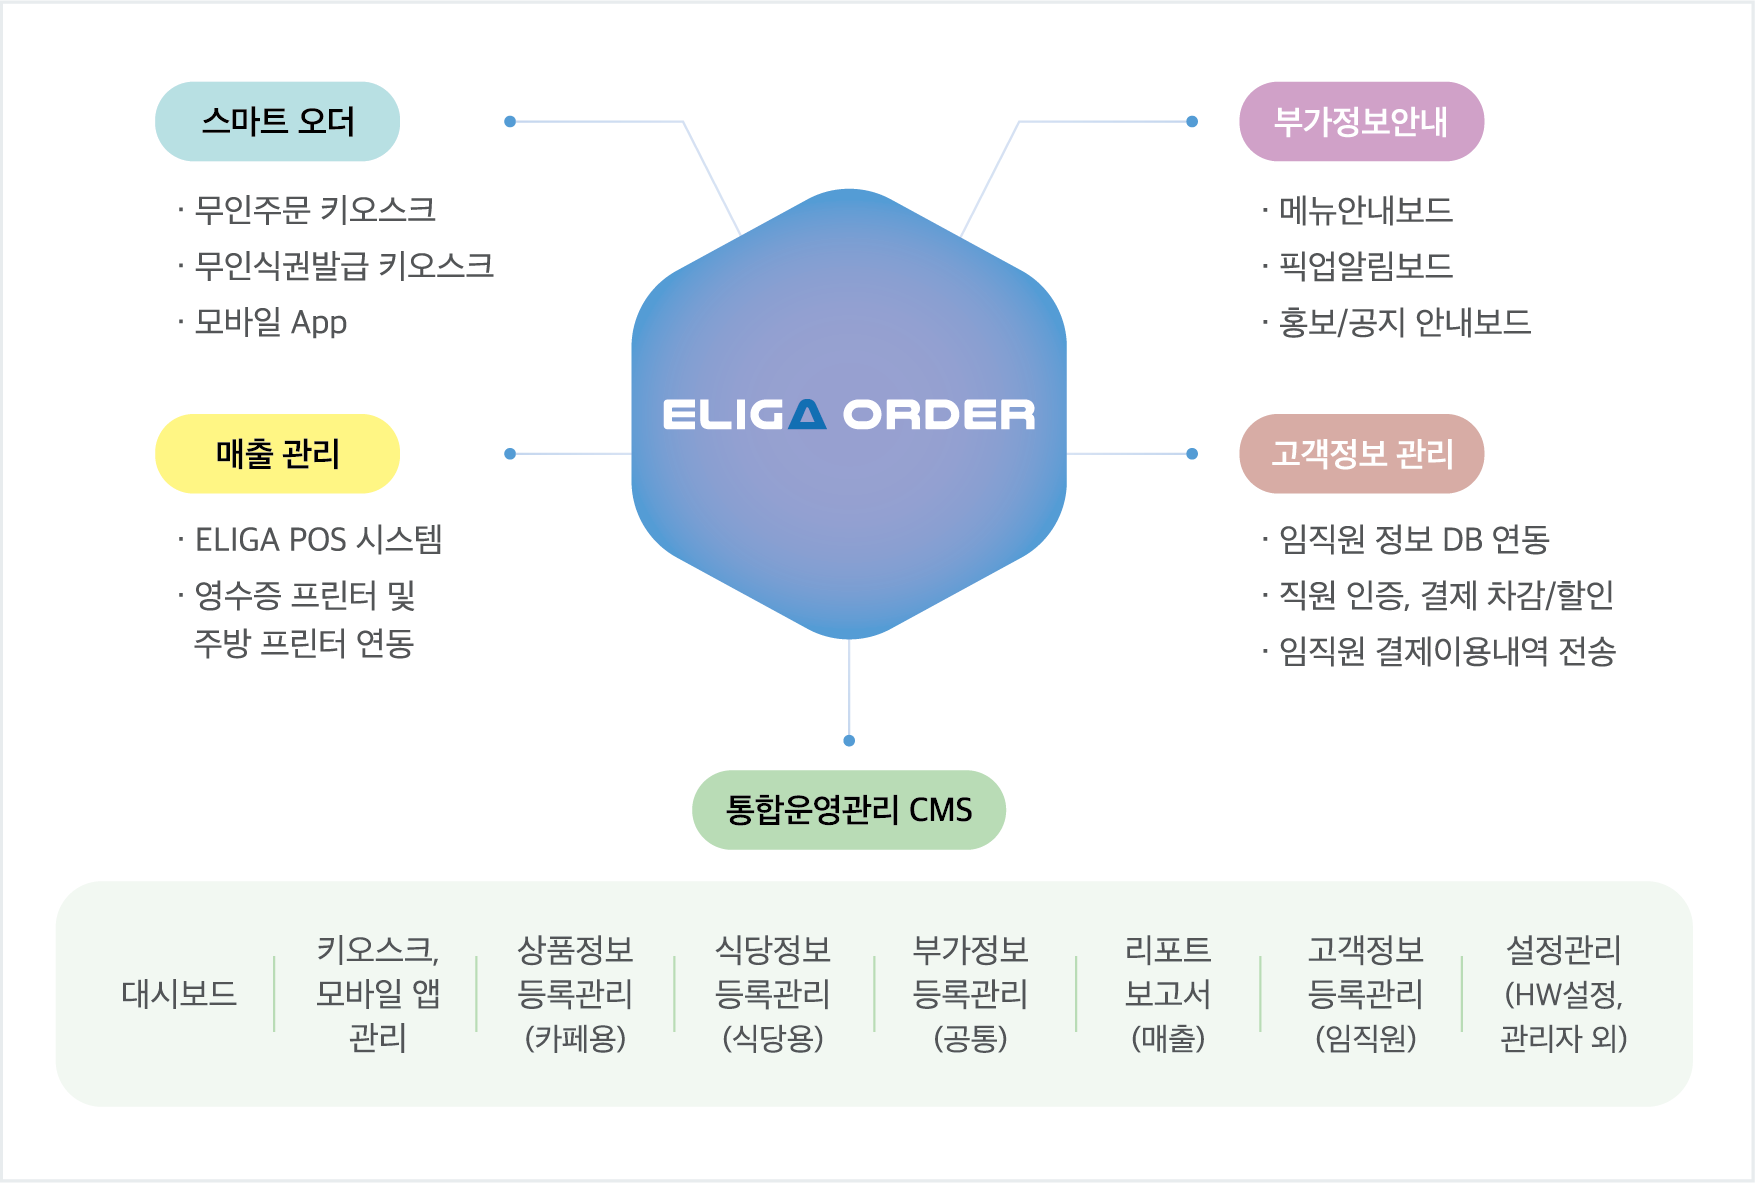 스마트 오더
· 무인주문 키오스크
· 무인식권발급 키오스크
· 모바일 App
부가정보안내
· 메뉴안내보드
· 픽업알림보드
· 홍보/공지 안내보드
ELIGA ORDER
매출 관리
· ELIGA POS 시스템
· 영수증 프린터 및
주방 프린터 연동
고객정보 관리
· 임직원 정보 DB 연동
· 직원 인증, 결제 차감/할인
· 임직원 결제이용내역 전송
통합운영관리 CMS
대시보드
키오스크,
모바일 앱
관리
상품정보
등록관리
(카페용)
식당정보
등록관리
(식당용)
부가정보
등록관리
(공통)
리포트
보고서
(매출)
고객정보
등록관리
(임직원)
설정관리
(HW설정,
관리자 외)